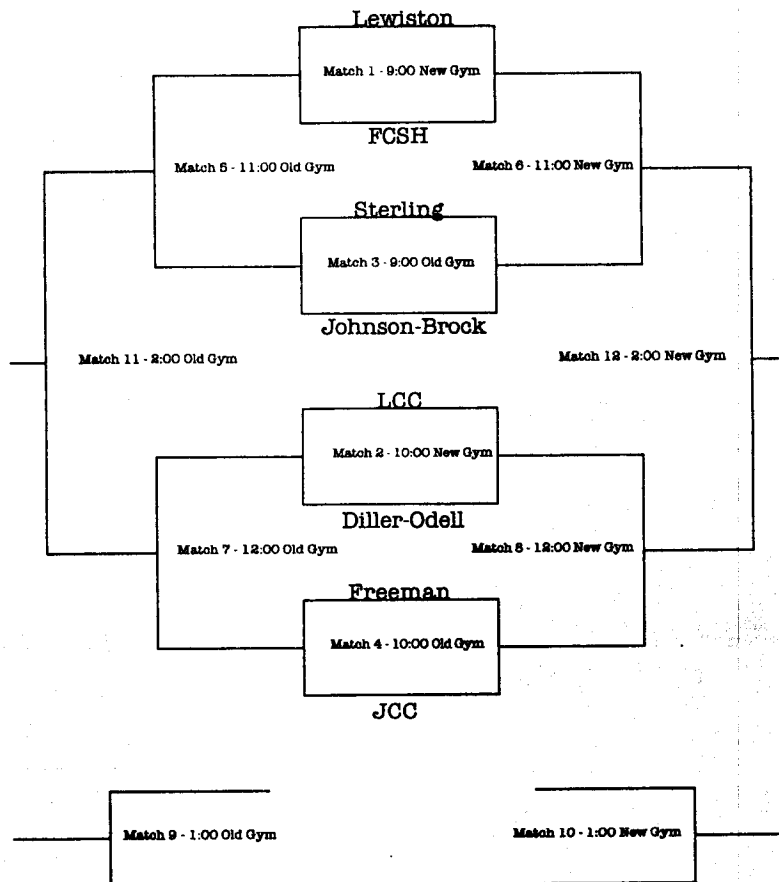 Lewiston
Match 1 - 9:00 New Gym
FCSH
Match 5 - 11:00 Old Gym
Match 6 - 11:00 New Gym
Sterling
Match 3 - 9:00 Old Gym
Johnson-Brock
Match 11 - 2:00 Old Gym
Match 12 - 2:00 New Gym
LCC
Match 2 - 10:00 New Gym
Diller-Odell
Match 7 - 12:00 Old Gym
Match 8 - 12:00 New Gym
Freeman
Match 4 - 10:00 Old Gym
JCC
Match 9 - 1:00 Old Gym
Match 10 - 1:00 New Gym